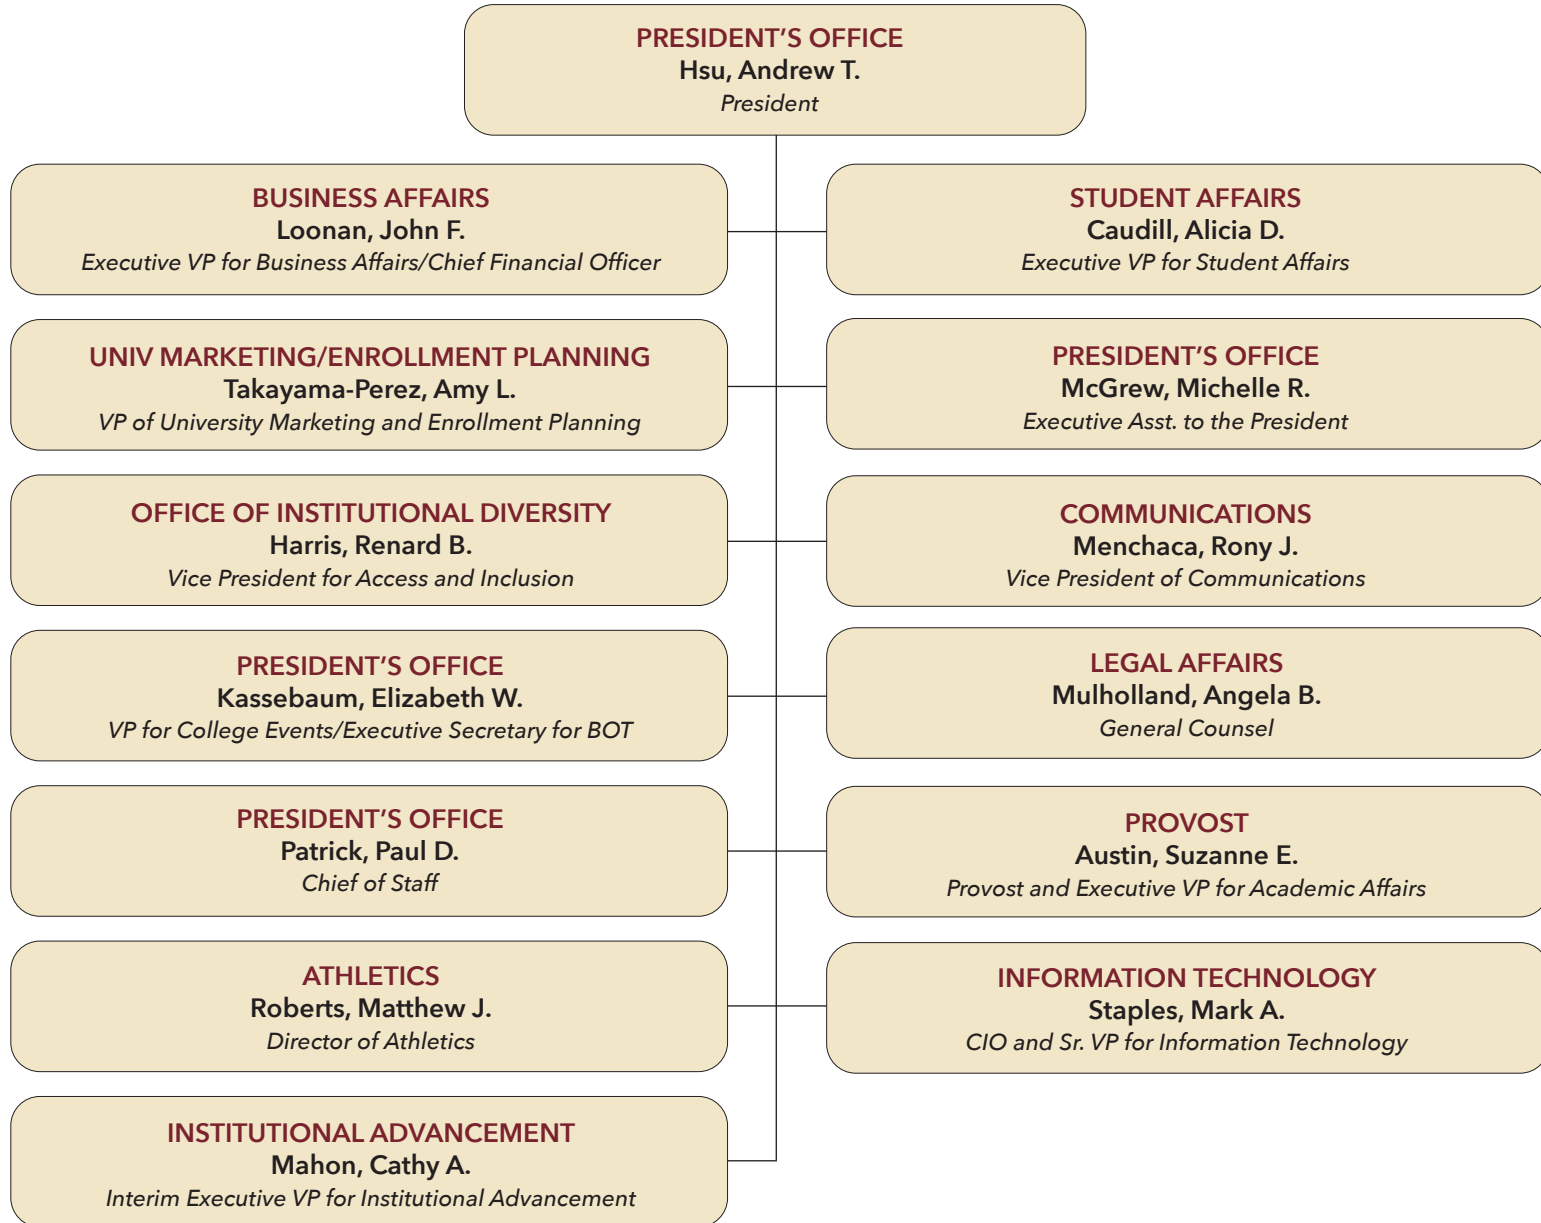 PRESIDENT’S OFFICE
Hsu, Andrew T.
President
BUSINESS AFFAIRS
Loonan, John F.
Executive VP for Business Affairs/Chief Financial Officer
STUDENT AFFAIRS
Caudill, Alicia D.
Executive VP for Student Affairs
UNIV MARKETING/ENROLLMENT PLANNING
Takayama-Perez, Amy L.
VP of University Marketing and Enrollment Planning
PRESIDENT’S OFFICE
McGrew, Michelle R.
Executive Asst. to the President
OFFICE OF INSTITUTIONAL DIVERSITY
Harris, Renard B.
Vice President for Access and Inclusion
COMMUNICATIONS
Menchaca, Rony J.
Vice President of Communications
PRESIDENT’S OFFICE
Kassebaum, Elizabeth W.
VP for College Events/Executive Secretary for BOT
LEGAL AFFAIRS
Mulholland, Angela B.
General Counsel
PRESIDENT’S OFFICE
Patrick, Paul D.
Chief of Staff
PROVOST
Austin, Suzanne E.
Provost and Executive VP for Academic Affairs
ATHLETICS
Roberts, Matthew J.
Director of Athletics
INFORMATION TECHNOLOGY
Staples, Mark A.
CIO and Sr. VP for Information Technology
INSTITUTIONAL ADVANCEMENT
Mahon, Cathy A.
Interim Executive VP for Institutional Advancement